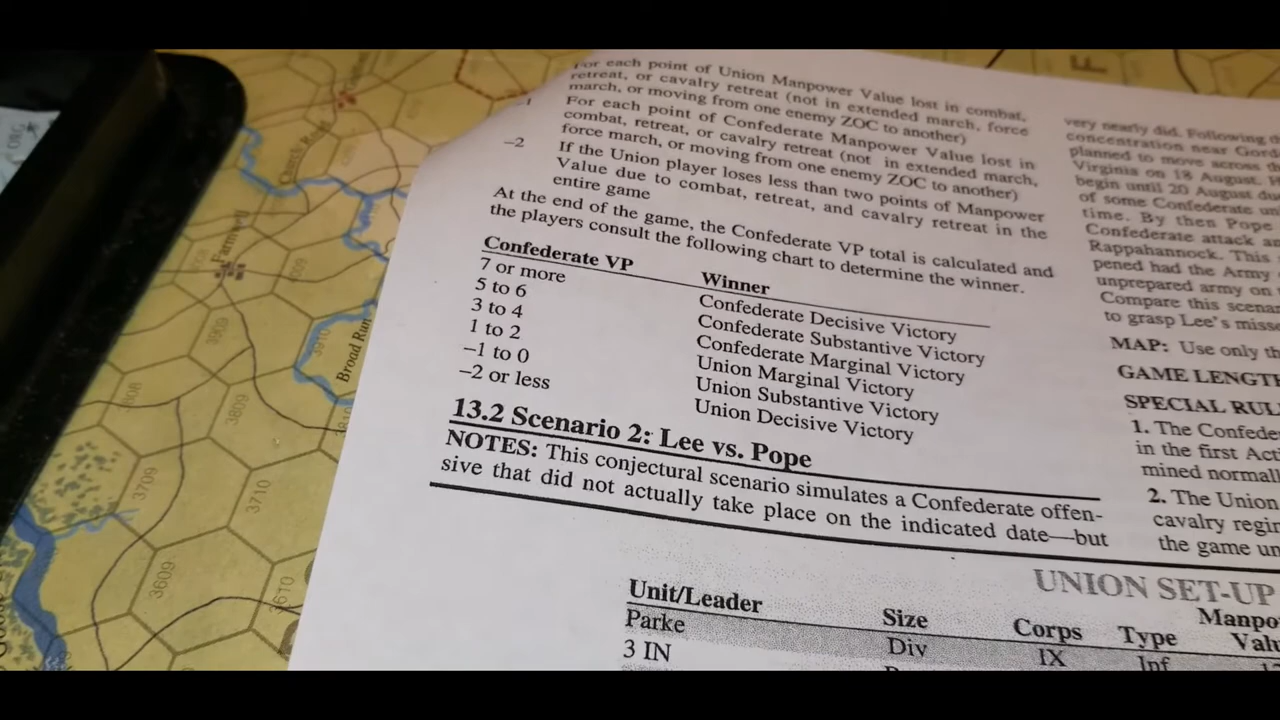 For each point of Union Manpower Value lost in combat,
retreat, or cavalry retreat (not in extended march, force
march, or moving from one enemy ZOC to another)
For each point of Confederate Manpower Value lost in
combat, retreat, or cavalry retreat (not in extended march,
force march, or moving from one enemy ZOC to another)
–2 If the Union player loses less than two points of Manpower
Value due to combat, retreat, and cavalry retreat in the
entire game
At the end of the game, the Confederate VP total is calculated and
the players consult the following chart to determine the winner.
Confederate VP Winner
7 or more Confederate Decisive Victory
5 to 6 Confederate Substantive Victory
3 to 4 Confederate Marginal Victory
1 to 2 Union Marginal Victory
–1 to 0 Union Substantive Victory
–2 or less Union Decisive Victory
13.2 Scenario 2: Lee vs. Pope
NOTES: This conjectural scenario simulates a Confederate offen-
sive that did not actually take place on the indicated date—but
very nearly did. Following
concentration near Gord
planned to move across
Virginia on 18 August.
begin until 20 August
of some Confederate
time. By then Pope
Confederate attack
Rappahannock. This
pened had the Army
unprepared army on
Compare this scenar
to grasp Lee's
MAP: Use only
GAME LENGT
SPECIAL RUL
1. The Confede
in the first Act
mined normall
2. The Union
cavalry regi
the game un
UNION SET-UP
Unit/Leader Size Corps Type Manpo
Valu
Parke Div IX Inf
3 IN
Broad Run
3909
3910
3808
3809
3709
3710
3609
3610